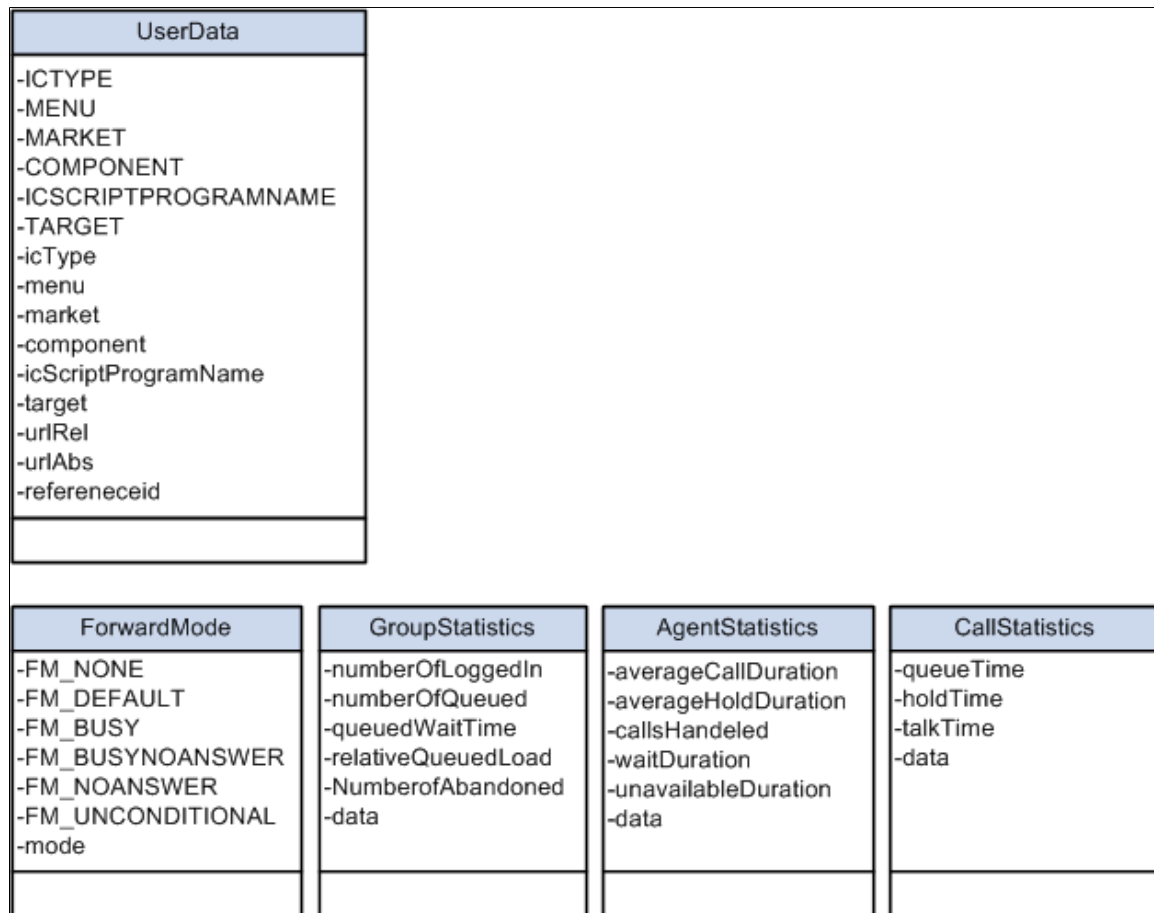 UserData
-ICTYPE
-MENU
-MARKET
-COMPONENT
-ICSCRIPTPROGRAMNAME
-TARGET
-icType
-menu
-market
-component
-icScriptProgramName
-target
-urlRel
-urlAbs
-refereneceid
ForwardMode
-FM_NONE
-FM_DEFAULT
-FM_BUSY
-FM_BUSYNOANSWER
-FM_NOANSWER
-FM_UNCONDITIONAL
-mode
GroupStatistics
-numberOfLoggedIn
-numberOfQueued
-queuedWaitTime
-relativeQueuedLoad
-NumberofAbandoned
-data
AgentStatistics
-averageCallDuration
-averageHoldDuration
-callsHandeled
-waitDuration
-unavailableDuration
-data
CallStatistics
-queueTime
-holdTime
-talkTime
-data